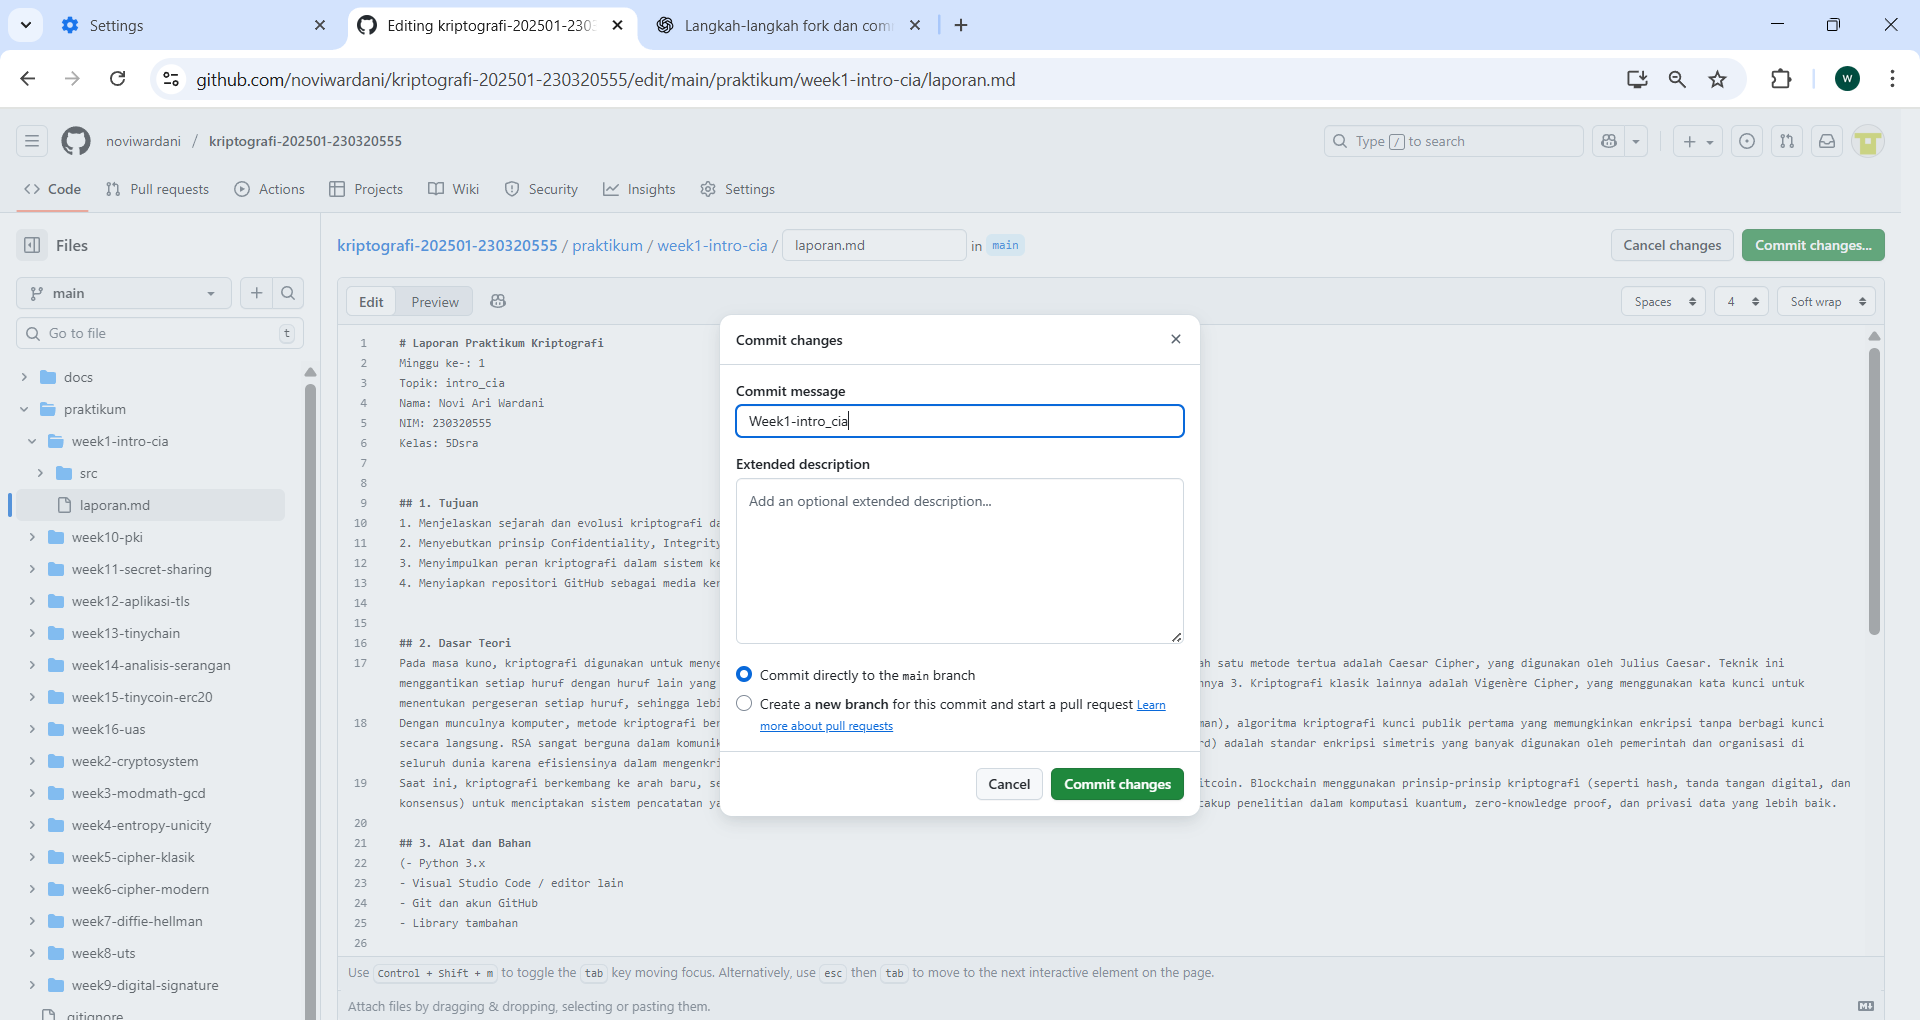 Settings
Editing kriptografi-202501-230
Langkah-langkah fork dan com
github.com/noviwardani/kriptografi-202501-230320555/edit/main/praktikum/week1-intro-cia/laporan.md
W
noviwardani / kriptografi-202501-230320555
Type / to search
Code
Pull requests
Actions
Projects
Wiki
Security
Insights
Settings
Files
kriptografi-202501-230320555 / praktikum / week1-intro-cia / laporan.md in main
Cancel changes
Commit changes...
main
Go to file
t
Edit
Preview
Spaces
4
Soft wrap
docs
praktikum
week1-intro-cia
src
laporan.md
week10-pki
week11-secret-sharing
week12-aplikasi-tls
week13-tinychain
week14-analisis-serangan
week15-tinycoin-erc20
week16-uas
week2-cryptosystem
week3-modmath-gcd
week4-entropy-unicity
week5-cipher-klasik
week6-cipher-modern
week7-diffie-hellman
week8-uts
week9-digital-signature
.gitignore
1 # Laporan Praktikum Kriptografi
2 Minggu ke-: 1
3 Topik: intro_cia
4 Nama: Novi Ari Wardani
5 NIM: 230320555
6 Kelas: 5Dsra
7
8
9 ## 1. Tujuan
10 1. Menjelaskan sejarah dan evolusi kriptografi da
11 2. Menyebutkan prinsip Confidentiality, Integrity
12 3. Menyimpulkan peran kriptografi dalam sistem ke
13 4. Menyiapkan repositori GitHub sebagai media ker
14
15
16 ## 2. Dasar Teori
17 Pada masa kuno, kriptografi digunakan untuk menye ah satu metode tertua adalah Caesar Cipher, yang digunakan oleh Julius Caesar. Teknik ini
menggantikan setiap huruf dengan huruf lain yang nya 3. Kriptografi klasik lainnya adalah Vigenère Cipher, yang menggunakan kata kunci untuk
menentukan pergeseran setiap huruf, sehingga lebi
18 Dengan munculnya komputer, metode kriptografi ber man), algoritma kriptografi kunci publik pertama yang memungkinkan enkripsi tanpa berbagi kunci
secara langsung. RSA sangat berguna dalam komunik rd) adalah standar enkripsi simetris yang banyak digunakan oleh pemerintah dan organisasi di
seluruh dunia karena efisiensinya dalam mengenkri
19 Saat ini, kriptografi berkembang ke arah baru, se itcoin. Blockchain menggunakan prinsip-prinsip kriptografi (seperti hash, tanda tangan digital, dan
konsensus) untuk menciptakan sistem pencatatan ya akup penelitian dalam komputasi kuantum, zero-knowledge proof, dan privasi data yang lebih baik.
20
21 ## 3. Alat dan Bahan
22 (- Python 3.x
23 - Visual Studio Code / editor lain
24 - Git dan akun GitHub
25 - Library tambahan
26
Commit changes
Commit message
Week1-intro_cia
Extended description
Add an optional extended description...
Commit directly to the main branch
Create a new branch for this commit and start a pull request Learn
more about pull requests
Cancel
Commit changes
Use Control + Shift + m to toggle the tab key moving focus. Alternatively, use esc then tab to move to the next interactive element on the page.
Attach files by dragging & dropping, selecting or pasting them.